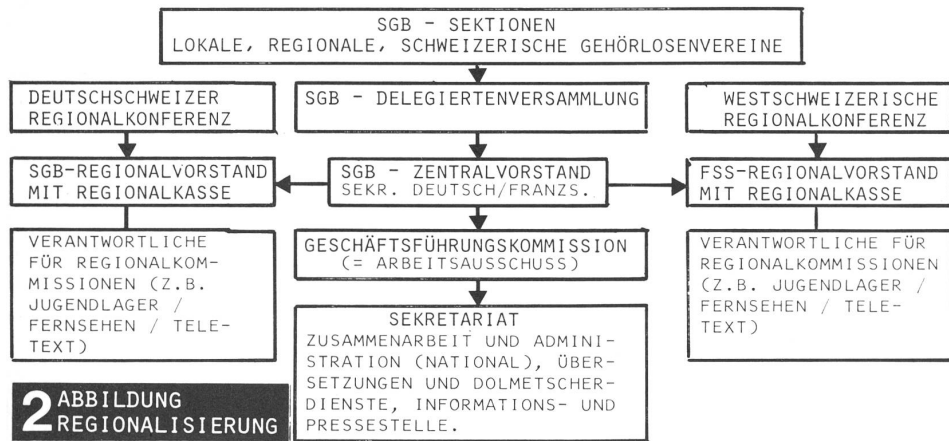 SGB - SEKTIONEN
LOKALE, REGIONALE, SCHWEIZERISCHE GEHÖRLOSENVEREINE
DEUTSCHSCHWEIZER
REGIONALKONFERENZ
SGB - DELEGIERTENVERSAMMLUNG
WESTSCHWEIZERISCHE
REGIONALKONFERENZ
SGB-REGIONALVORSTAND
MIT REGIONALKASSE
SGB - ZENTRALVORSTAND
SEKR. DEUTSCH/FRANZS.
FSS-REGIONALVORSTAND
MIT REGIONALKASSE
VERANTWORTLICHE
FÜR REGIONALKOM-
MISSIONEN (Z.B.
JUGENDLAGER /
FERNSEHEN / TELE-
TEXT)
GESCHÄFTSFÜHRUNGSKOMMISSION
(= ARBEITSAUSSCHUSS)
VERANTWORTLICHE FÜR
REGIONALKOMMISSIONEN
(Z.B. JUGENDLAGER /
FERNSEHEN / TELE-
TEXT)
SEKRETARIAT
ZUSAMMENARBEIT UND ADMINI-
STRATION (NATIONAL), ÜBER-
SETZUNGEN UND DOLMETSCHER-
DIENSTE, INFORMATIONS- UND
PRESSESTELLE.
2 ABBILDUNG
REGIONALISIERUNG